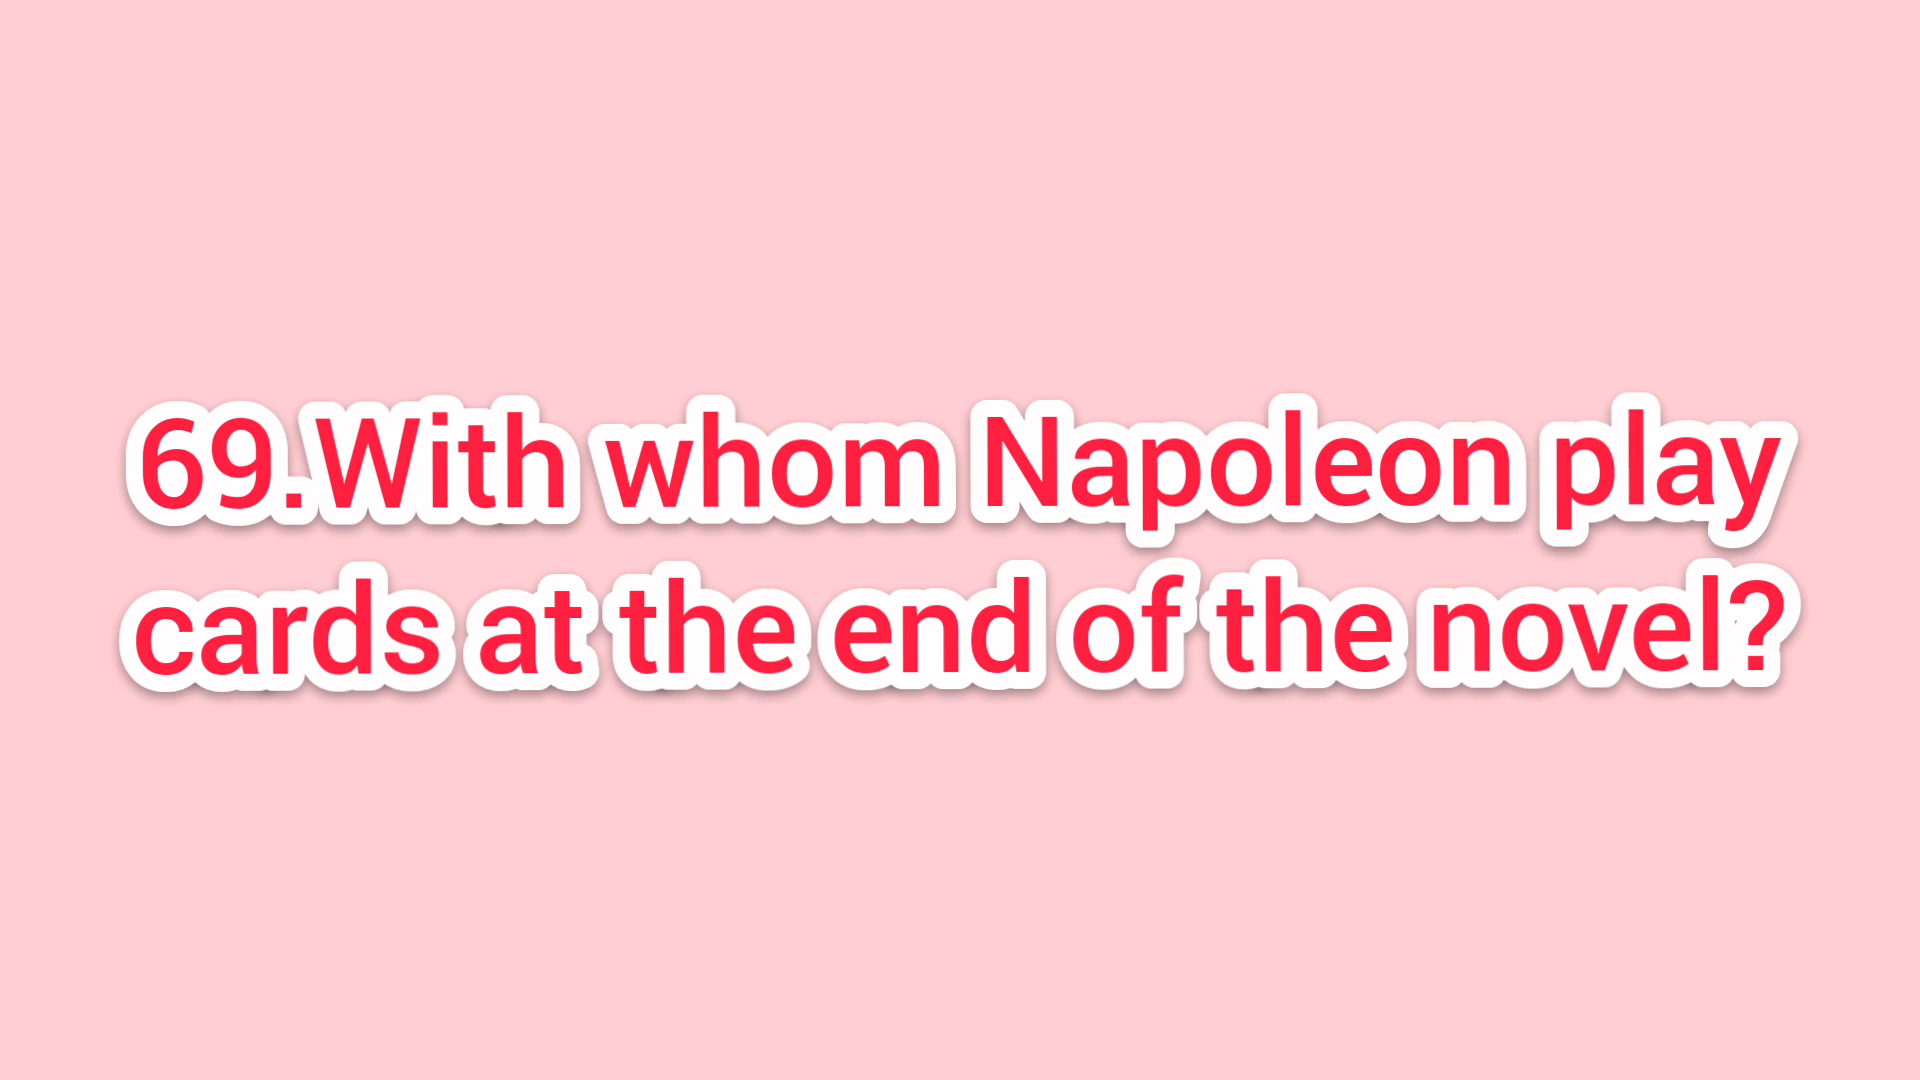 69.With whom Napoleon play
cards at the end of the novel?